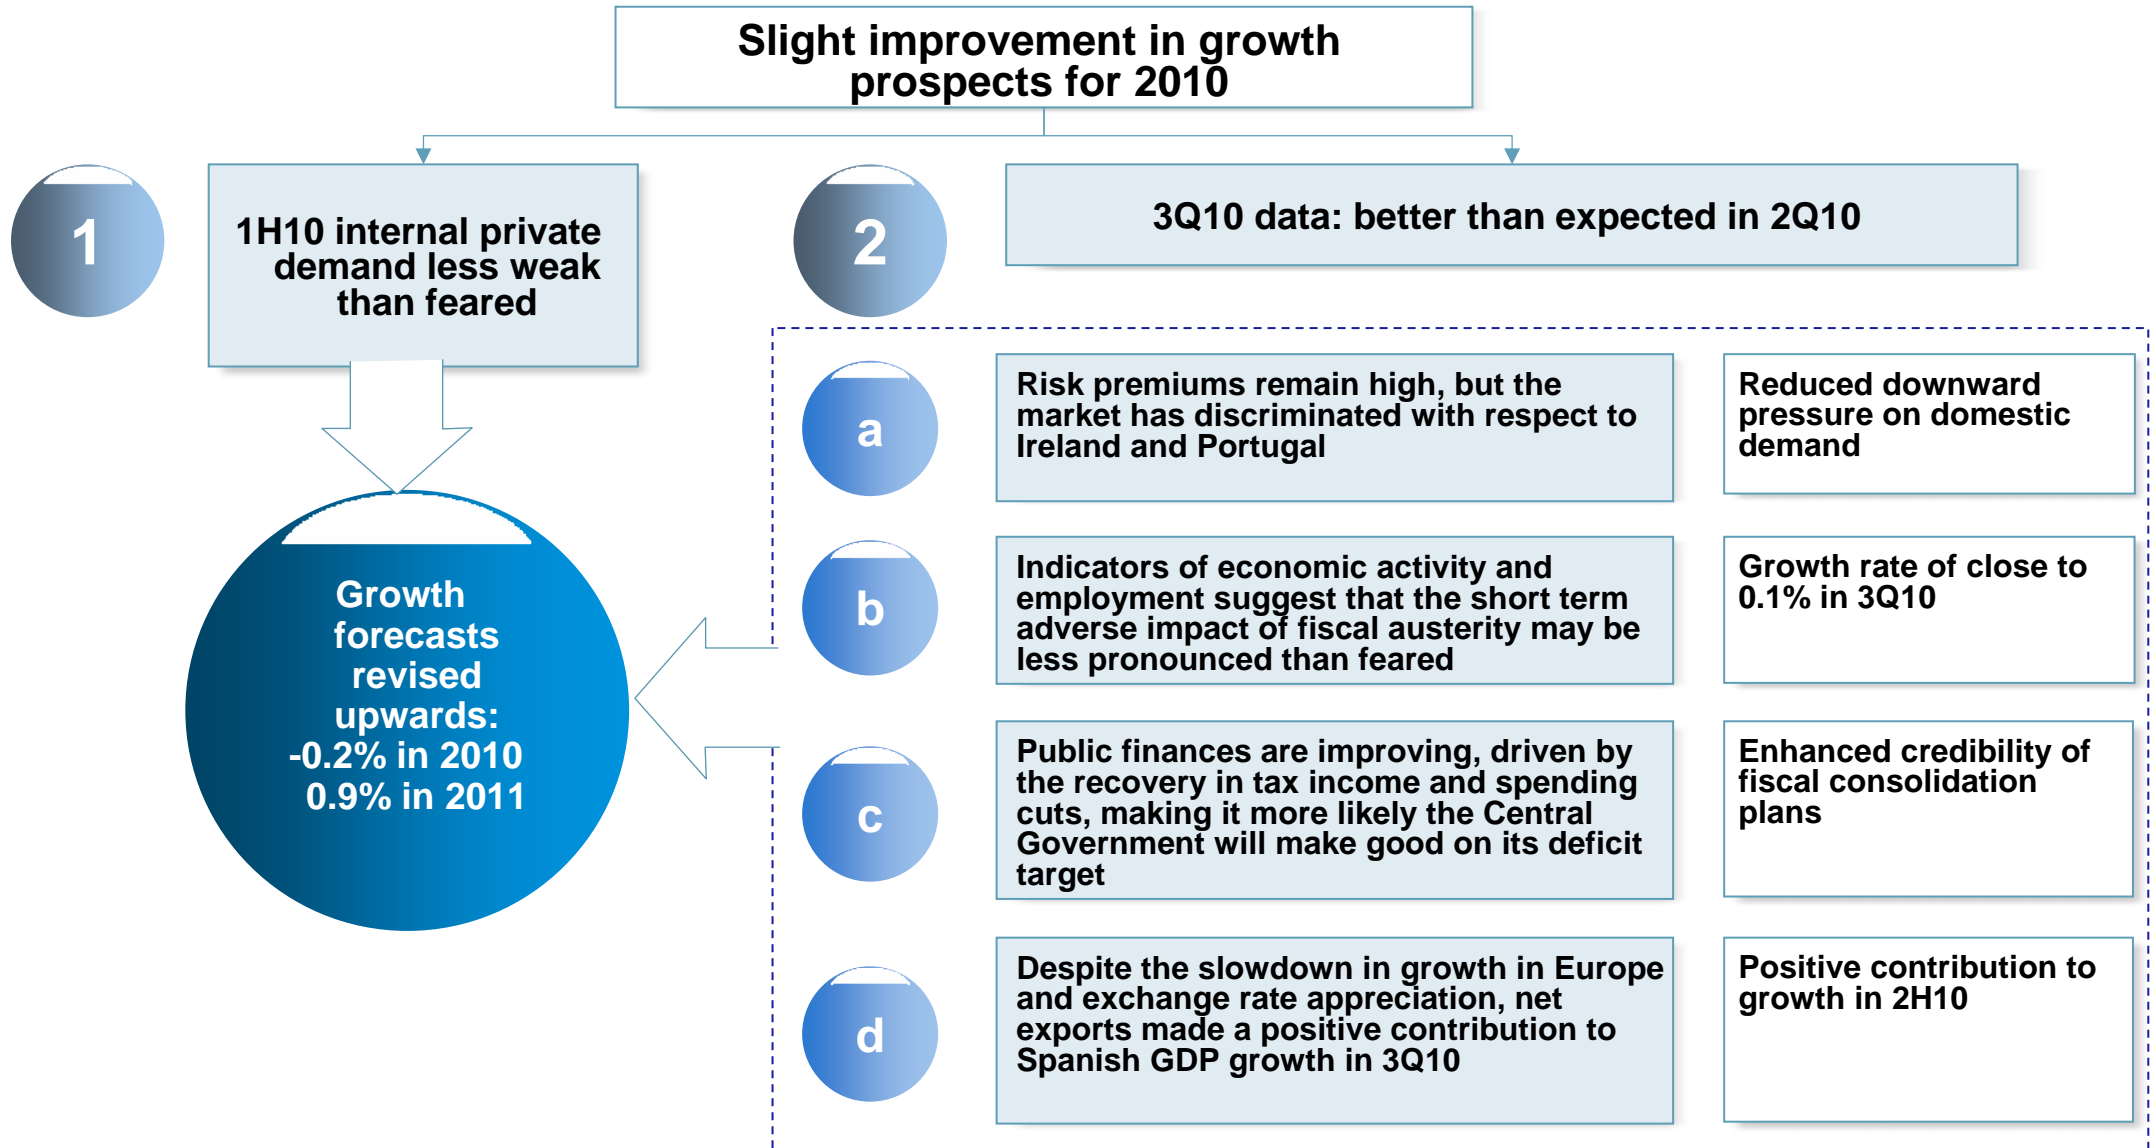 Slight improvement in growth
prospects for 2010
1
1H10 internal private
demand less weak
than feared
2
3Q10 data: better than expected in 2Q10
Growth
forecasts
revised
upwards:
-0.2% in 2010
0.9% in 2011
a
Risk premiums remain high, but the
market has discriminated with respect to
Ireland and Portugal
Reduced downward
pressure on domestic
demand
b
Indicators of economic activity and
employment suggest that the short term
adverse impact of fiscal austerity may be
less pronounced than feared
Growth rate of close to
0.1% in 3Q10
c
Public finances are improving, driven by
the recovery in tax income and spending
cuts, making it more likely the Central
Government will make good on its deficit
target
Enhanced credibility of
fiscal consolidation
plans
d
Despite the slowdown in growth in Europe
and exchange rate appreciation, net
exports made a positive contribution to
Spanish GDP growth in 3Q10
Positive contribution to
growth in 2H10